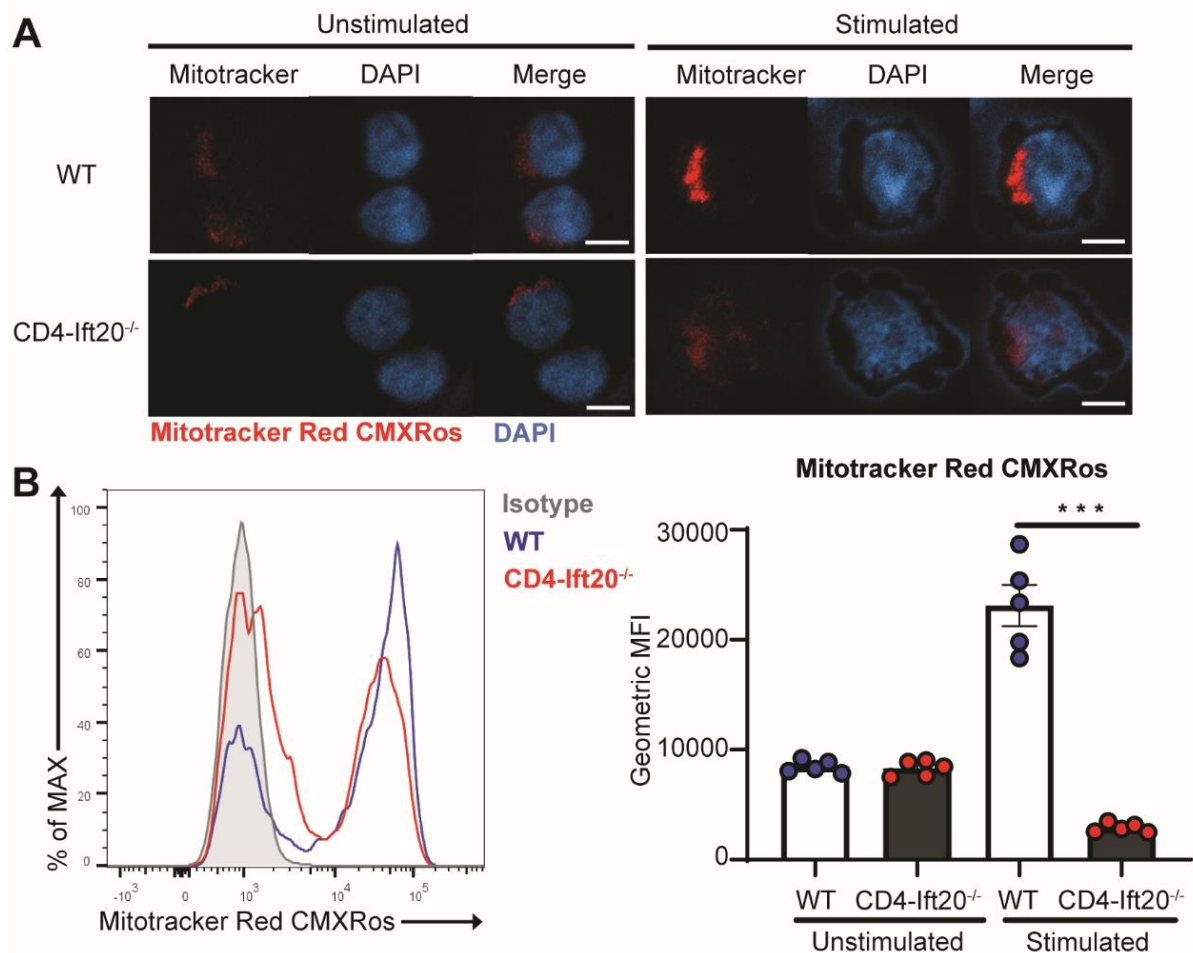 A
Unstimulated
Stimulated
Mitotracker DAPI Merge
Mitotracker DAPI Merge
WT
CD4-Ift20-/-
Mitotracker Red CMXRos DAPI
B
% of MAX
100
80
60
40
20
0
-10³ 0 10³ 10⁴ 10⁵
Mitotracker Red CMXRos
Isotype
WT
CD4-Ift20-/-
Mitotracker Red CMXRos
* * *
Geometric MFI
30000
20000
10000
0
WT CD4-Ift20-/- WT CD4-Ift20-/-
Unstimulated Stimulated